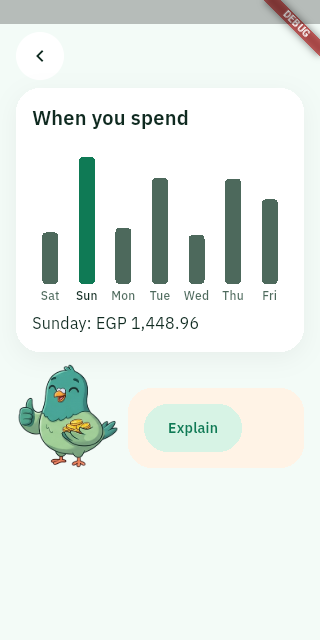 DEBUG
When you spend
Sat Sun Mon Tue Wed Thu Fri
Sunday: EGP 1,448.96
Explain